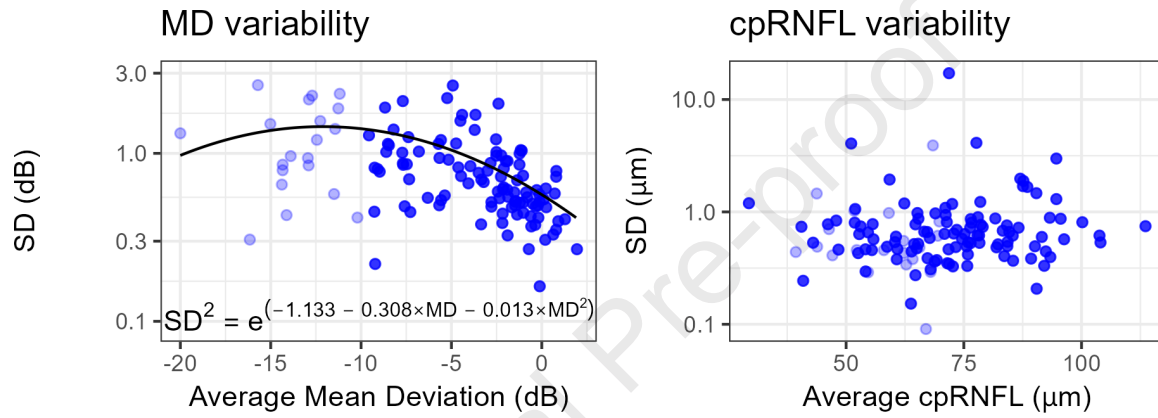 MD variability
SD (dB)
3.0
1.0
0.3
0.1
SD² = e^(−1.133 − 0.308×MD − 0.013×MD²)
-20 -15 -10 -5 0
Average Mean Deviation (dB)
cpRNFL variability
SD (µm)
10.0
1.0
0.1
50 75 100
Average cpRNFL (µm)
Pre-proof